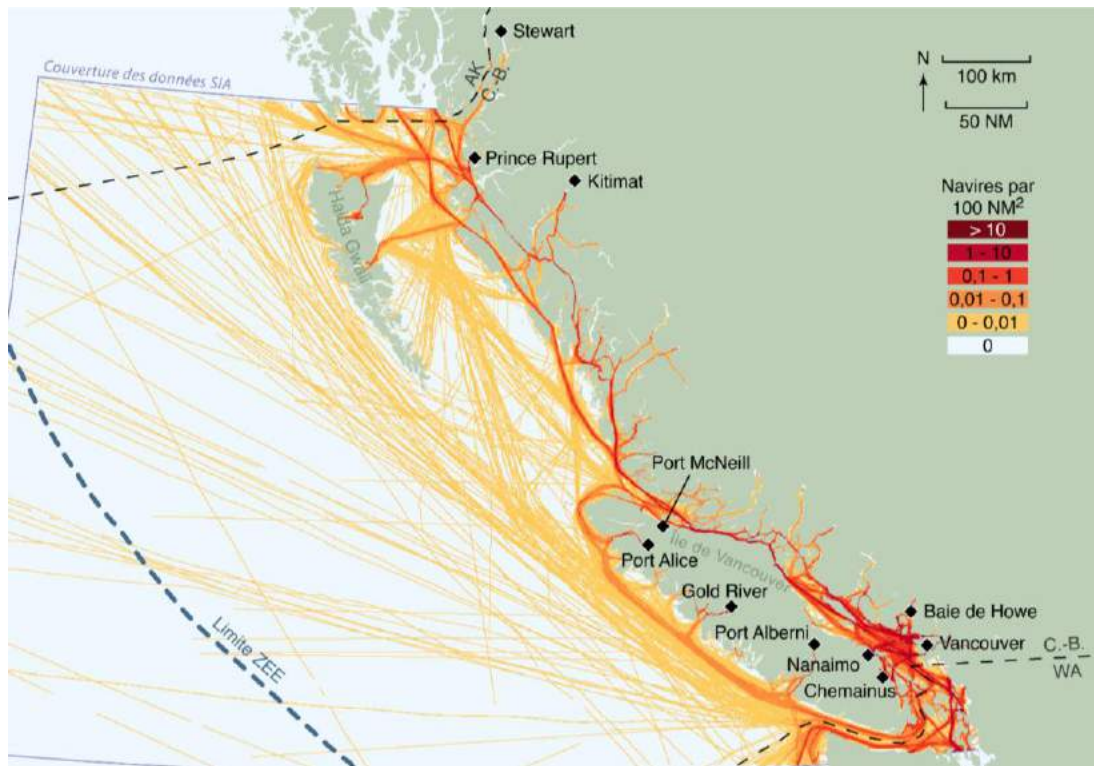 Stewart
Couverture des données SIA
AK
C.-B.
N
100 km
50 NM
Prince Rupert
Kitimat
Navires par
100 NM²
> 10
1 - 10
0,1 - 1
0,01 - 0,1
0 - 0,01
0
Haida Gwaii
Port McNeill
Île de Vancouver
Port Alice
Gold River
Baie de Howe
Port Alberni
Vancouver
C.-B.
Nanaimo
WA
Chemainus
Limite ZEE